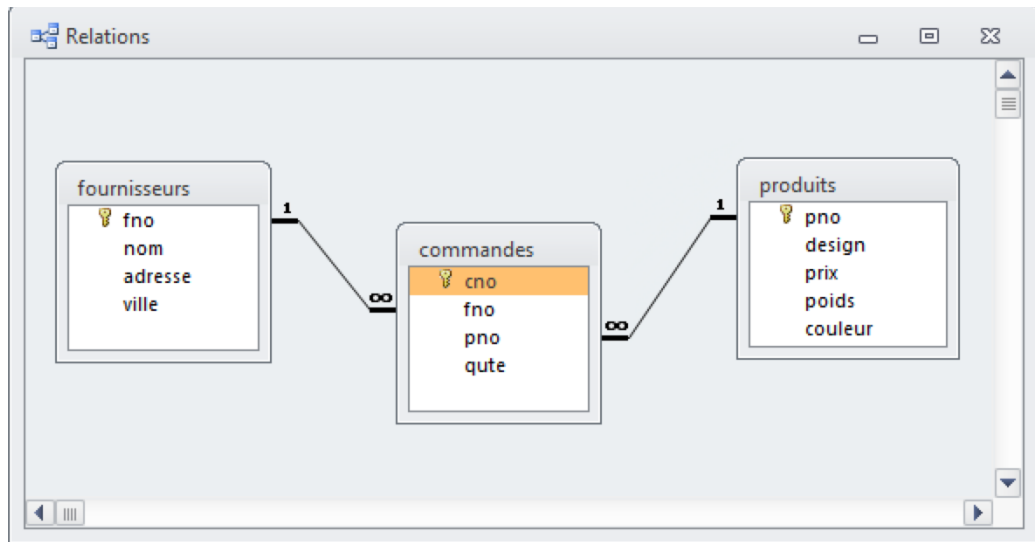 Relations
fournisseurs
fno
nom
adresse
ville
1
∞
commandes
cno
fno
pno
qute
∞
1
produits
pno
design
prix
poids
couleur